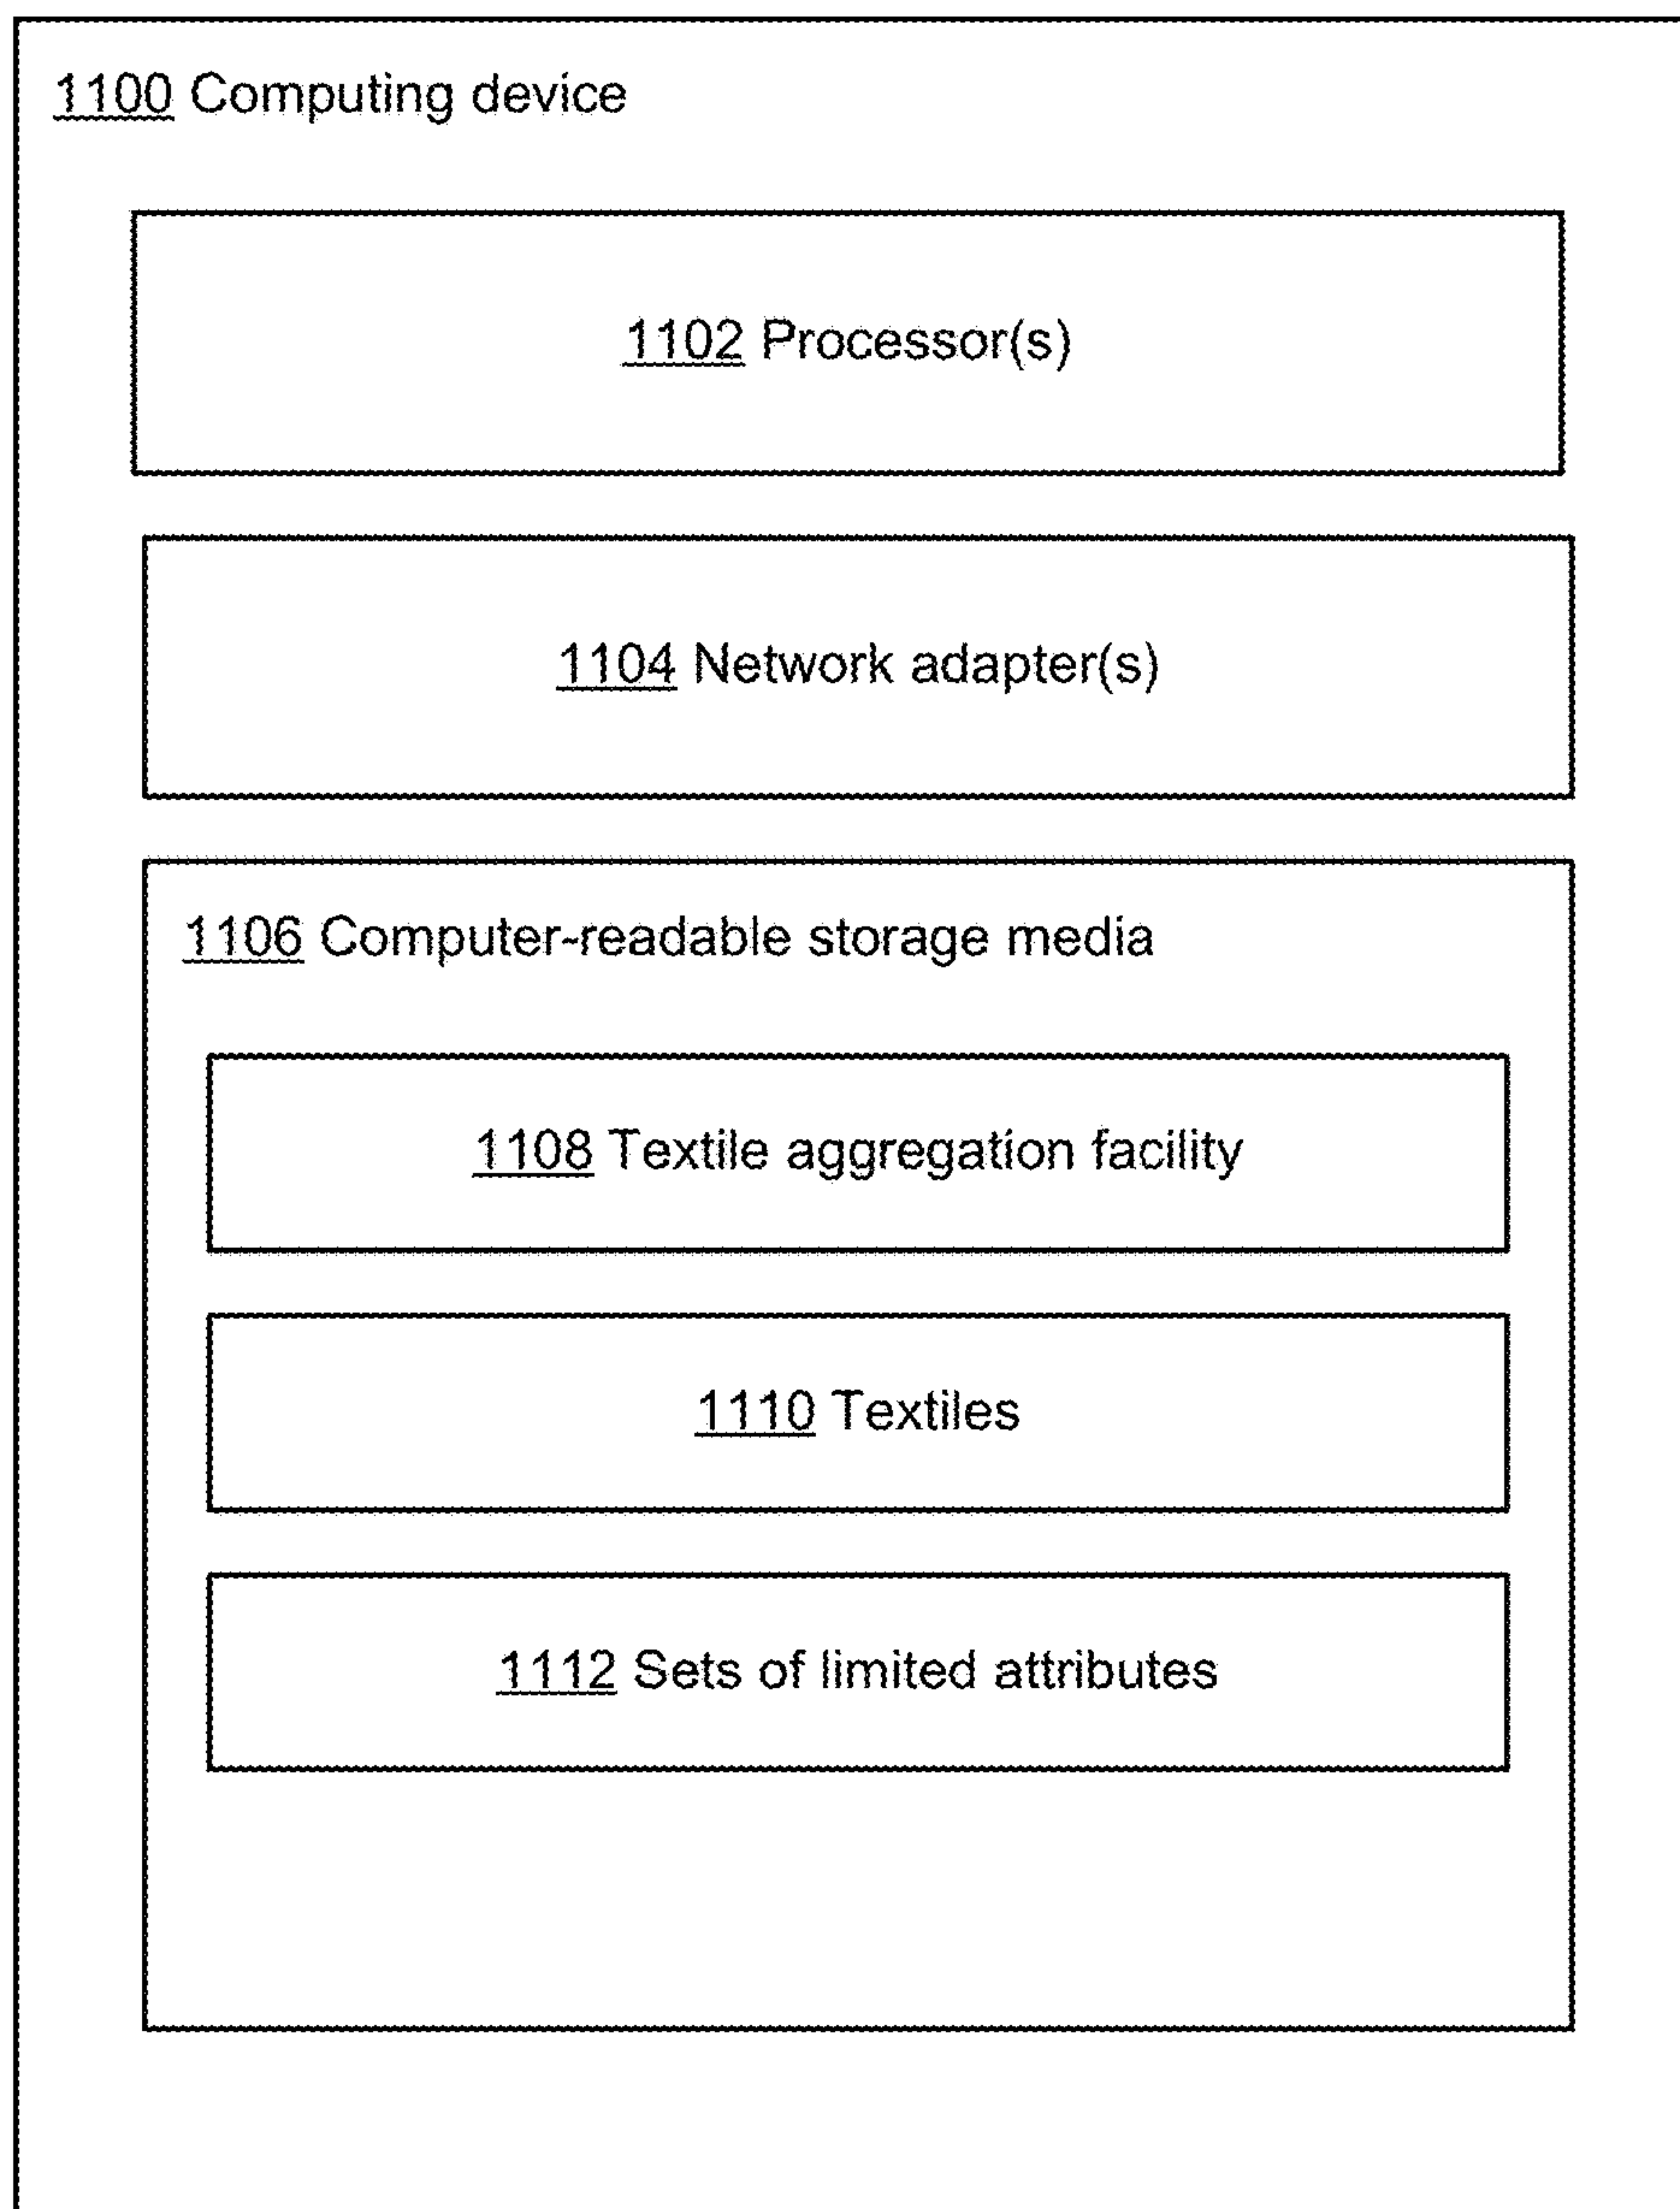 1100 Computing device
1102 Processor(s)
1104 Network adapter(s)
1106 Computer-readable storage media
1108 Textile aggregation facility
1110 Textiles
1112 Sets of limited attributes